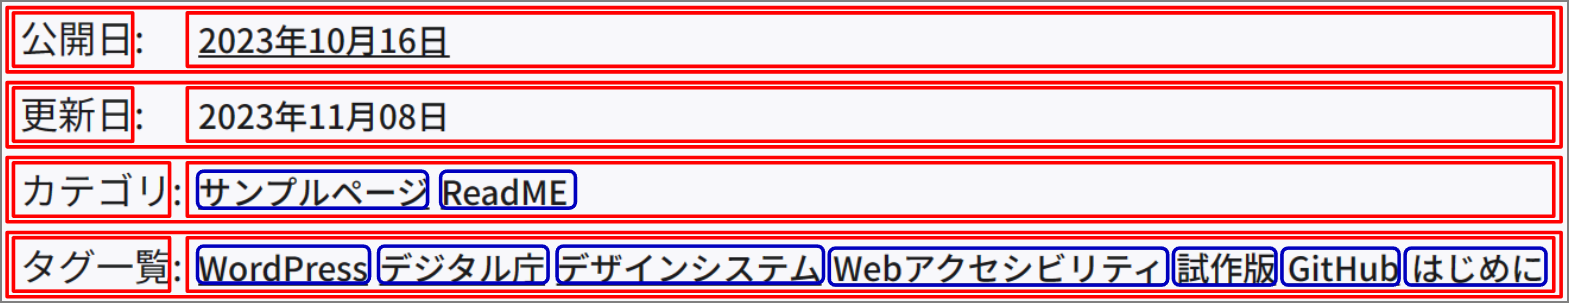 公開日: 2023年10月16日
更新日: 2023年11月08日
カテゴリ: サンプルページ ReadME
タグ一覧: WordPress デジタル庁 デザインシステム Webアクセシビリティ 試作版 GitHub はじめに